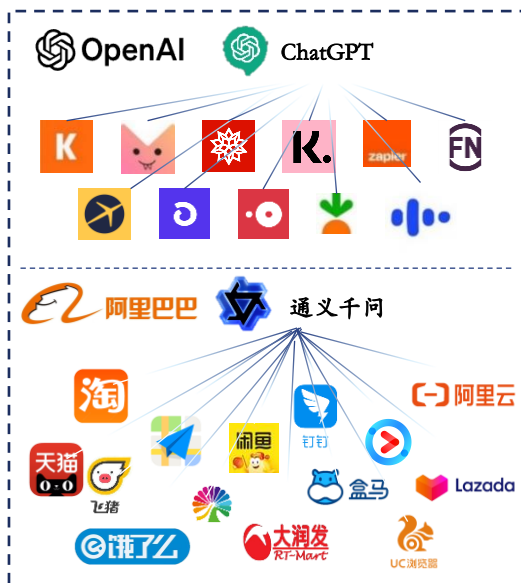 OpenAI ChatGPT
K
K.
zapier
FN
阿里巴巴 通义千问
淘
阿里云
钉钉
闲鱼
天猫
飞猪
盒马
Lazada
饿了么
大润发
RT-Mart
UC浏览器